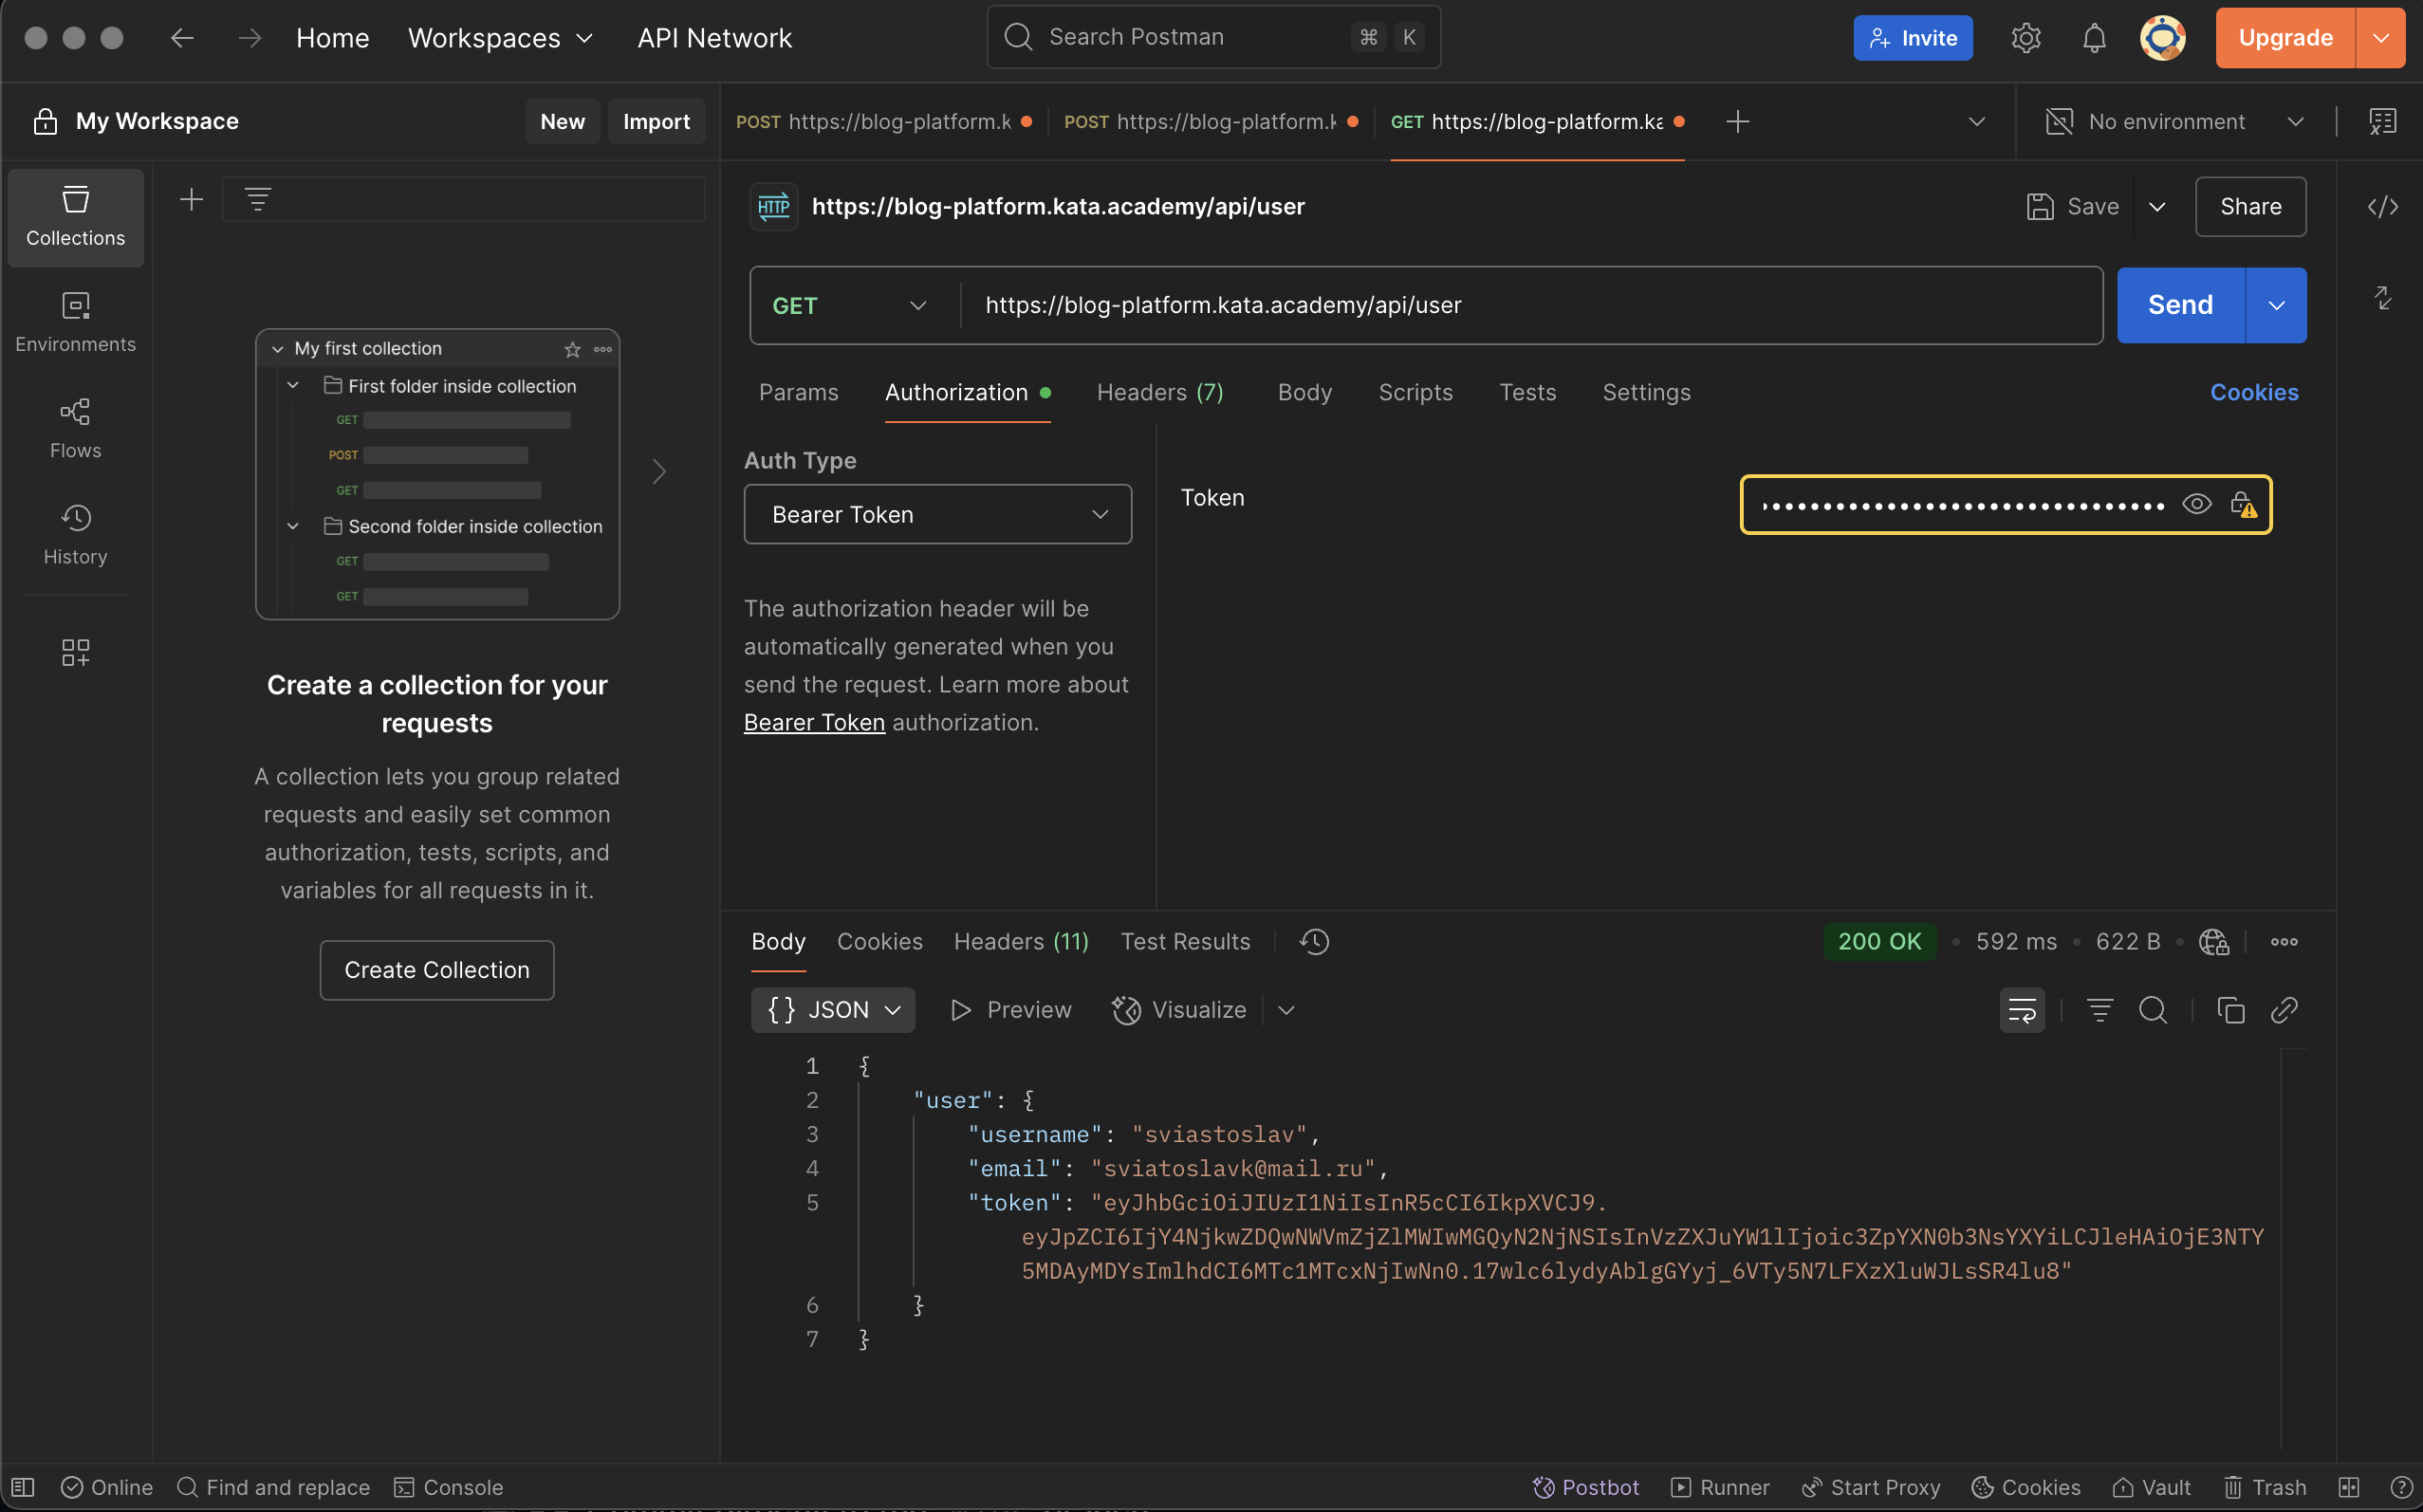 Home
Workspaces
API Network
Search Postman
⌘ K
Invite
Upgrade
My Workspace
New
Import
POST https://blog-platform.k
POST https://blog-platform.k
GET https://blog-platform.ka
No environment
Collections
Environments
Flows
History
My first collection
First folder inside collection
GET
POST
GET
Second folder inside collection
GET
GET
Create a collection for your
requests
A collection lets you group related
requests and easily set common
authorization, tests, scripts, and
variables for all requests in it.
Create Collection
HTTP
https://blog-platform.kata.academy/api/user
Save
Share
GET
https://blog-platform.kata.academy/api/user
Send
Params
Authorization
Headers (7)
Body
Scripts
Tests
Settings
Cookies
Auth Type
Bearer Token
The authorization header will be
automatically generated when you
send the request. Learn more about
Bearer Token authorization.
Token
Body
Cookies
Headers (11)
Test Results
200 OK
592 ms
622 B
{} JSON
Preview
Visualize
1 {
2 "user": {
3 "username": "sviastoslav",
4 "email": "sviatoslavk@mail.ru",
5 "token": "eyJhbGciOiJIUzI1NiIsInR5cCI6IkpXVCJ9.
eyJpZCI6IjY4NjkwZDQwNWVmZjZlMWIwMGQyN2NjNSIsInVzZXJuYW1lIjoic3ZpYXN0b3NsYXYiLCJleHAiOjE3NTY
5MDAyMDYsImlhdCI6MTc1MTcxNjIwNn0.17wlc6lydyAblgGYyj_6VTy5N7LFXzXluWJLsSR4lu8"
6 }
7 }
Online
Find and replace
Console
Postbot
Runner
Start Proxy
Cookies
Vault
Trash